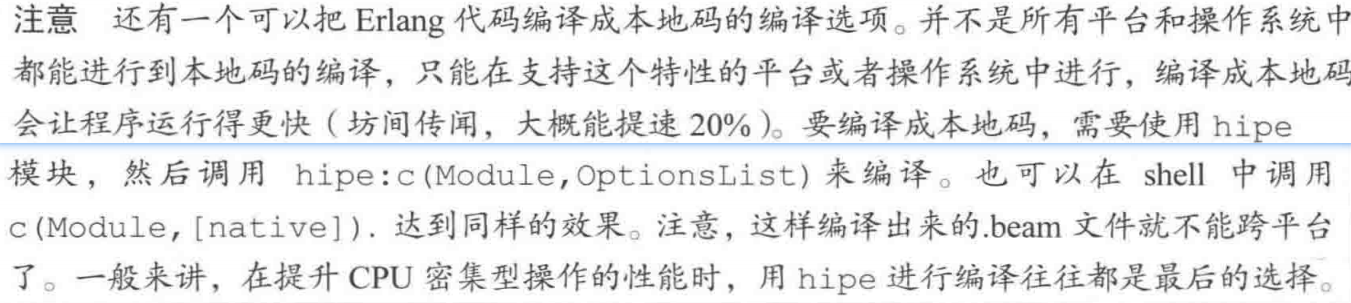 注意　还有一个可以把 Erlang 代码编译成本地码的编译选项。并不是所有平台和操作系统中
都能进行到本地码的编译，只能在支持这个特性的平台或者操作系统中进行，编译成本地码
会让程序运行得更快（坊间传闻，大概能提速 20%）。要编译成本地码，需要使用 hipe
模块，然后调用 hipe:c(Module,OptionsList) 来编译。也可以在 shell 中调用
c(Module,[native]). 达到同样的效果。注意，这样编译出来的.beam 文件就不能跨平台
了。一般来讲，在提升 CPU 密集型操作的性能时，用 hipe 进行编译往往都是最后的选择。